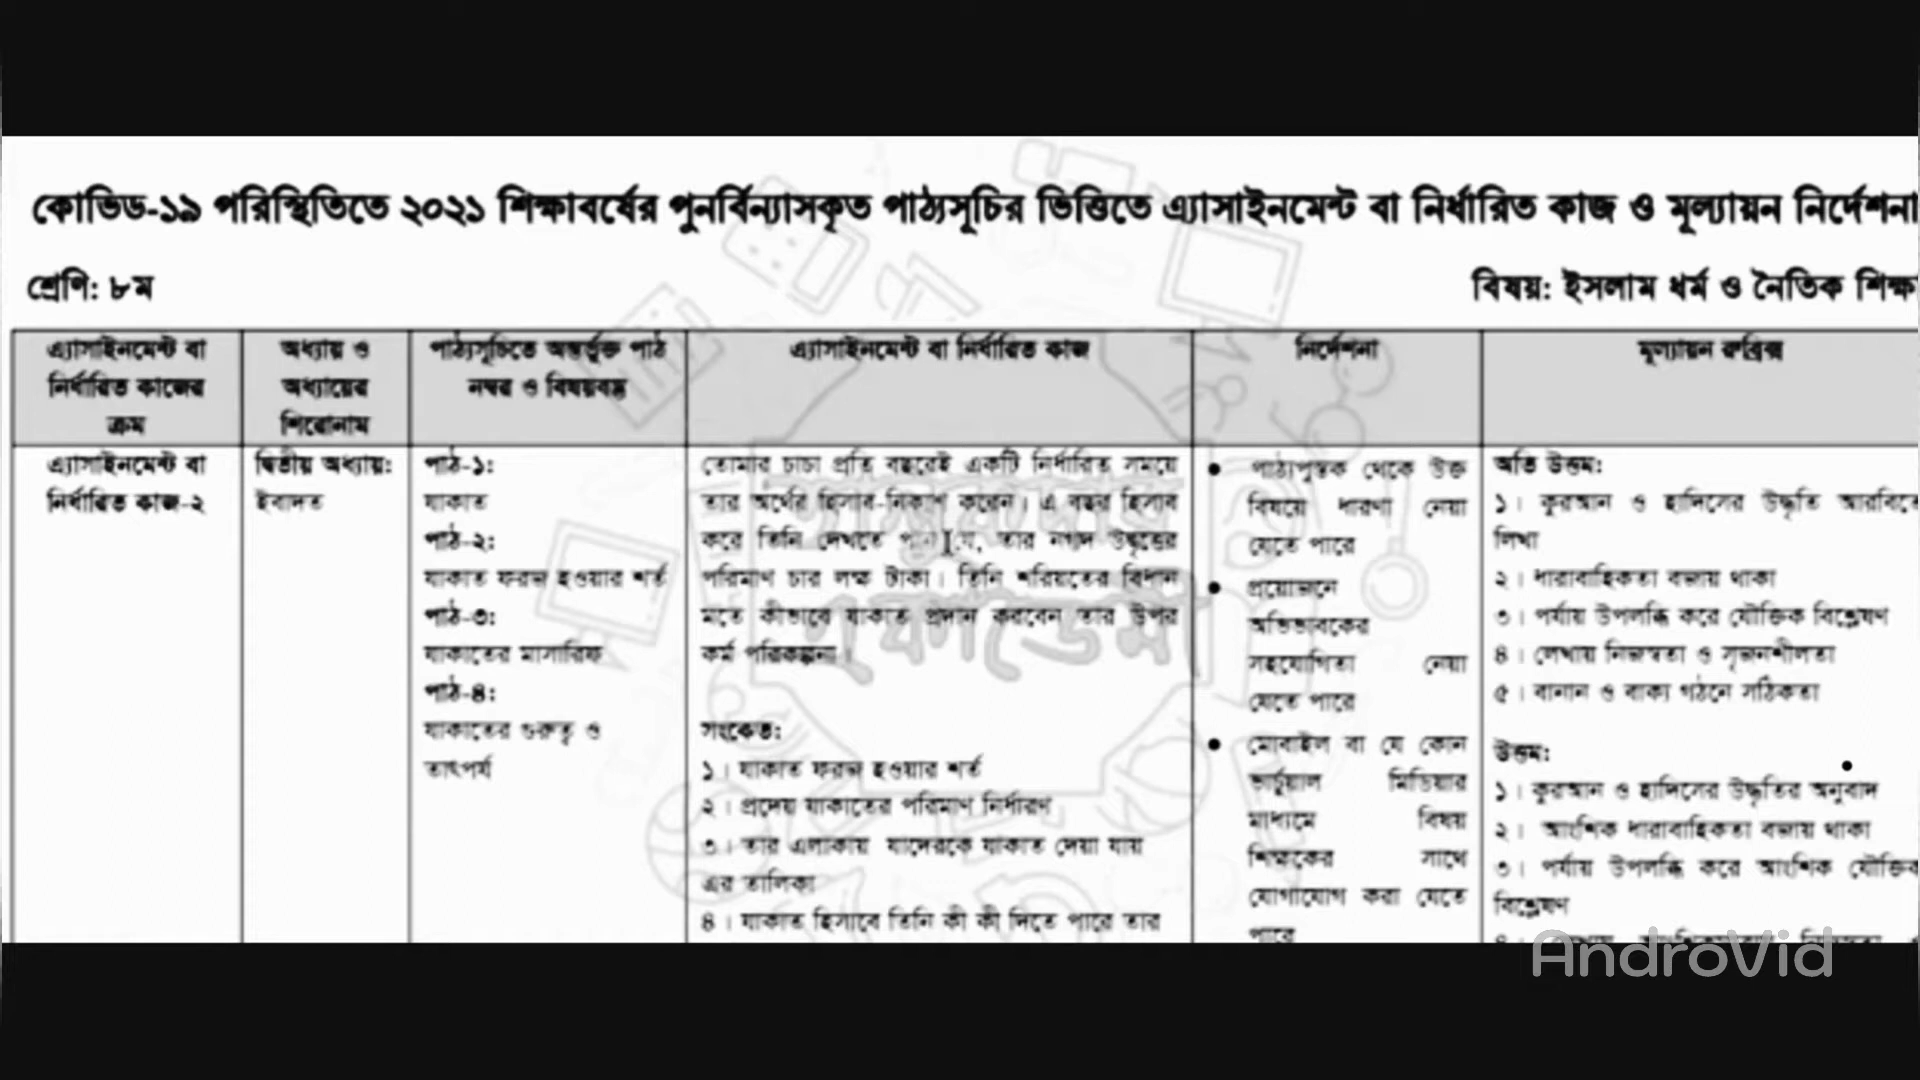 কোভিড-১৯ পরিস্থিতিতে ২০২১ শিক্ষাবর্ষের পুনর্বিন্যাসকৃত পাঠ্যসূচির ভিত্তিতে এ্যাসাইনমেন্ট বা নির্ধারিত কাজ ও মূল্যায়ন নির্দেশনা
শ্রেণি: ৮ম
বিষয়: ইসলাম ধর্ম ও নৈতিক শিক্ষ
এ্যাসাইনমেন্ট বা
নির্ধারিত কাজের
ক্রম
অধ্যায় ও
অধ্যায়ের
শিরোনাম
পাঠ্যসূচিতে অন্তর্ভুক্ত পাঠ
নম্বর ও বিষয়বস্তু
এ্যাসাইনমেন্ট বা নির্ধারিত কাজ
নির্দেশনা
মূল্যায়ন রুব্রিক্স
এ্যাসাইনমেন্ট বা
নির্ধারিত কাজ-২
দ্বিতীয় অধ্যায়:
ইবাদত
পাঠ-১:
যাকাত
পাঠ-২:
যাকাত ফরজ হওয়ার শর্ত
পাঠ-৩:
যাকাতের মাসারিফ
পাঠ-৪:
যাকাতের গুরুত্ব ও
তাৎপর্য
তোমার চাচা প্রতি বছরেই একটি নির্ধারিত সময়ে
তার অর্থের হিসাব-নিকাশ করেন। এ বছর হিসাব
করে তিনি দেখতে পান যে, তার নগদ উদ্বৃত্তের
পরিমাণ চার লক্ষ টাকা। তিনি শরিয়তের বিধান
মতে কীভাবে যাকাত প্রদান করবেন তার উপর
কর্ম পরিকল্পনা।
সংকেত:
১। যাকাত ফরজ হওয়ার শর্ত
২। প্রদেয় যাকাতের পরিমাণ নির্ধারণ
৩। তার এলাকায় যাদেরকে যাকাত দেয়া যায়
এর তালিকা
৪। যাকাত হিসাবে তিনি কী কী দিতে পারে তার
• পাঠ্যপুস্তক থেকে উক্ত
বিষয়ে ধারণা নেয়া
যেতে পারে
• প্রয়োজনে
অভিভাবকের
সহযোগিতা নেয়া
যেতে পারে
• মোবাইল বা যে কোন
ভার্চুয়াল মিডিয়ার
মাধ্যমে বিষয়
শিক্ষকের সাথে
যোগাযোগ করা যেতে
পারে
অতি উত্তম:
১। কুরআন ও হাদিসের উদ্ধৃতি আরবিতে
লিখা
২। ধারাবাহিকতা বজায় থাকা
৩। পর্যায় উপলব্ধি করে যৌক্তিক বিশ্লেষণ
৪। লেখায় নিজস্বতা ও সৃজনশীলতা
৫। বানান ও বাক্য গঠনে সঠিকতা
উত্তম:
১। কুরআন ও হাদিসের উদ্ধৃতির অনুবাদ
২। আংশিক ধারাবাহিকতা বজায় থাকা
৩। পর্যায় উপলব্ধি করে আংশিক যৌক্তিক
বিশ্লেষণ
একাডেমী
AndroVid